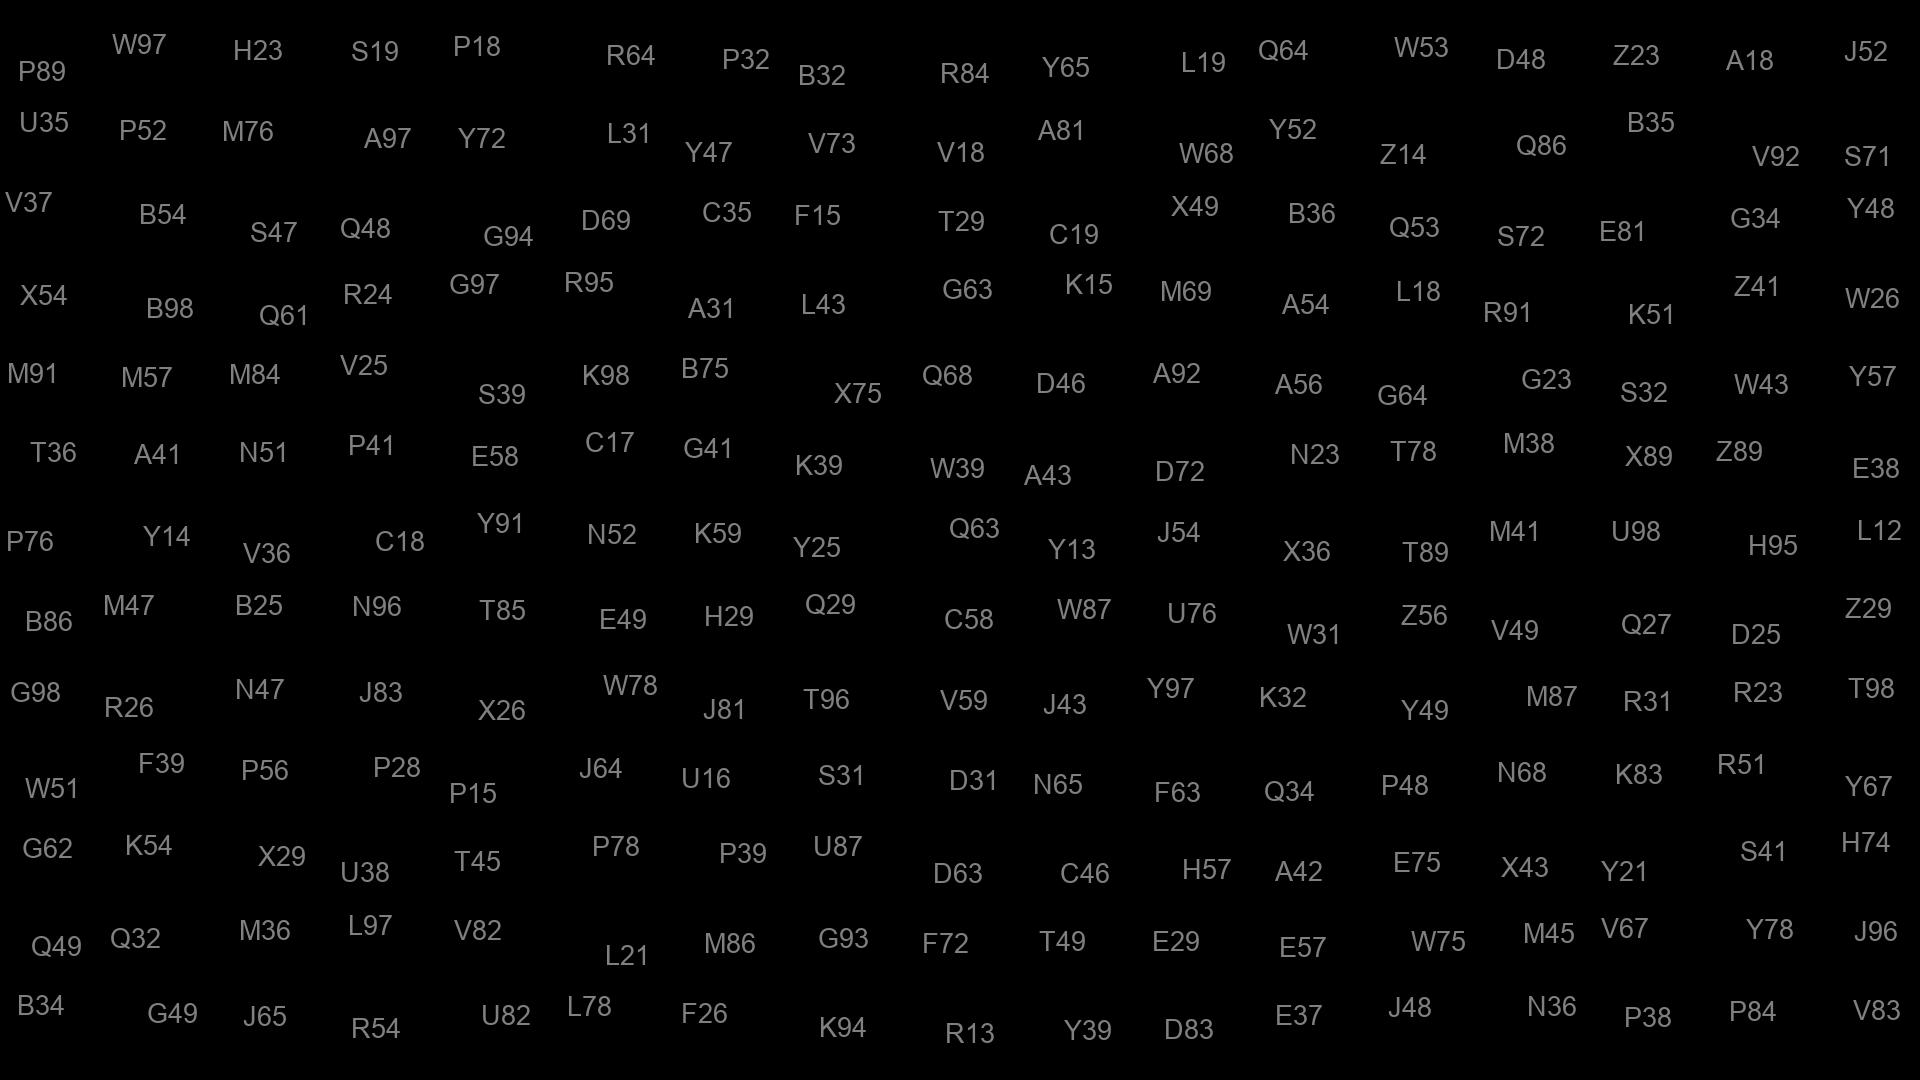 P89 W97 H23 S19 P18 R64 P32 B32 R84 Y65 L19 Q64 W53 D48 Z23 A18 J52
U35 P52 M76 A97 Y72 L31 Y47 V73 V18 A81 W68 Y52 Z14 Q86 B35 V92 S71
V37 B54 S47 Q48 G94 D69 C35 F15 T29 C19 X49 B36 Q53 S72 E81 G34 Y48
X54 B98 Q61 R24 G97 R95 A31 L43 G63 K15 M69 A54 L18 R91 K51 Z41 W26
M91 M57 M84 V25 S39 K98 B75 X75 Q68 D46 A92 A56 G64 G23 S32 W43 Y57
T36 A41 N51 P41 E58 C17 G41 K39 W39 A43 D72 N23 T78 M38 X89 Z89 E38
P76 Y14 V36 C18 Y91 N52 K59 Y25 Q63 Y13 J54 X36 T89 M41 U98 H95 L12
B86 M47 B25 N96 T85 E49 H29 Q29 C58 W87 U76 W31 Z56 V49 Q27 D25 Z29
G98 R26 N47 J83 X26 W78 J81 T96 V59 J43 Y97 K32 Y49 M87 R31 R23 T98
W51 F39 P56 P28 P15 J64 U16 S31 D31 N65 F63 Q34 P48 N68 K83 R51 Y67
G62 K54 X29 U38 T45 P78 P39 U87 D63 C46 H57 A42 E75 X43 Y21 S41 H74
Q49 Q32 M36 L97 V82 L21 M86 G93 F72 T49 E29 E57 W75 M45 V67 Y78 J96
B34 G49 J65 R54 U82 L78 F26 K94 R13 Y39 D83 E37 J48 N36 P38 P84 V83